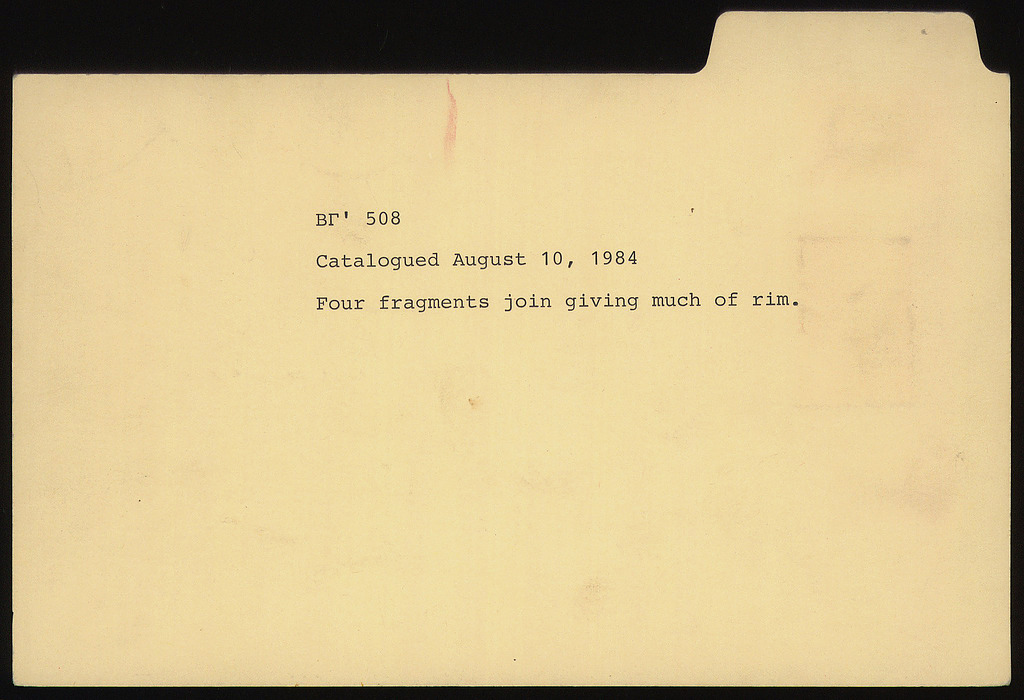 ΒΓ' 508
Catalogued August 10, 1984
Four fragments join giving much of rim.